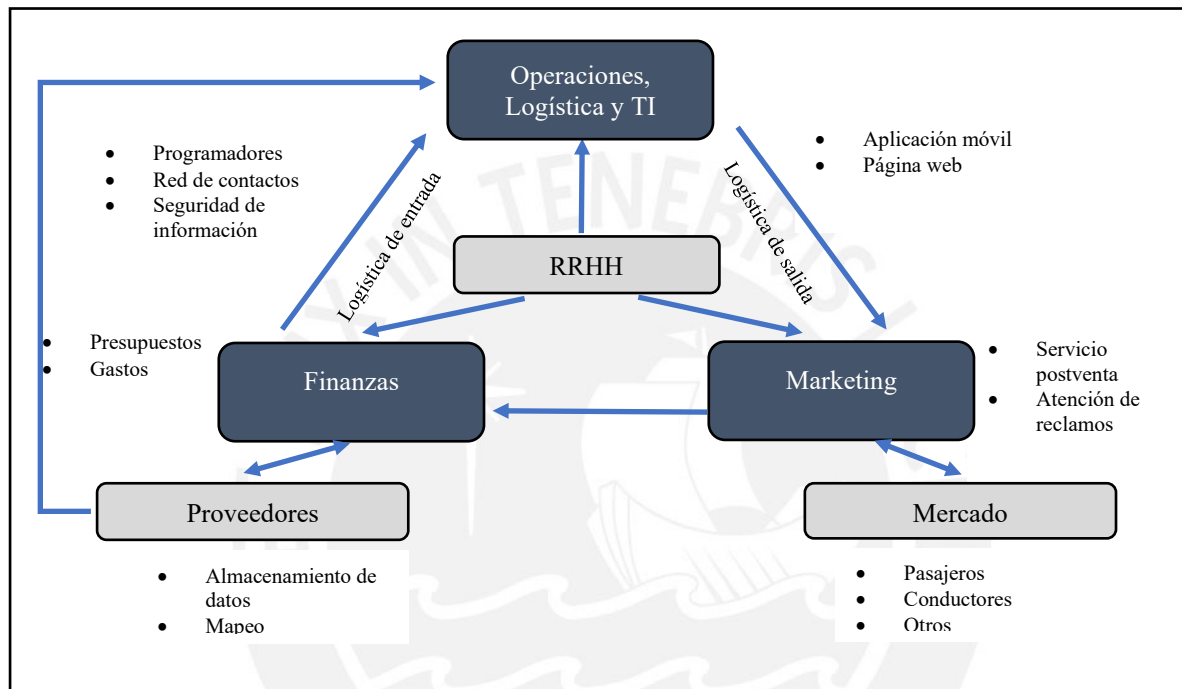 Operaciones,
Logística y TI
• Programadores
• Red de contactos
• Seguridad de
información
• Aplicación móvil
• Página web
Logística de entrada
Logística de salida
RRHH
• Presupuestos
• Gastos
Finanzas
Marketing
• Servicio
postventa
• Atención de
reclamos
Proveedores
Mercado
• Almacenamiento de
datos
• Mapeo
• Pasajeros
• Conductores
• Otros
IN TENEBRIS